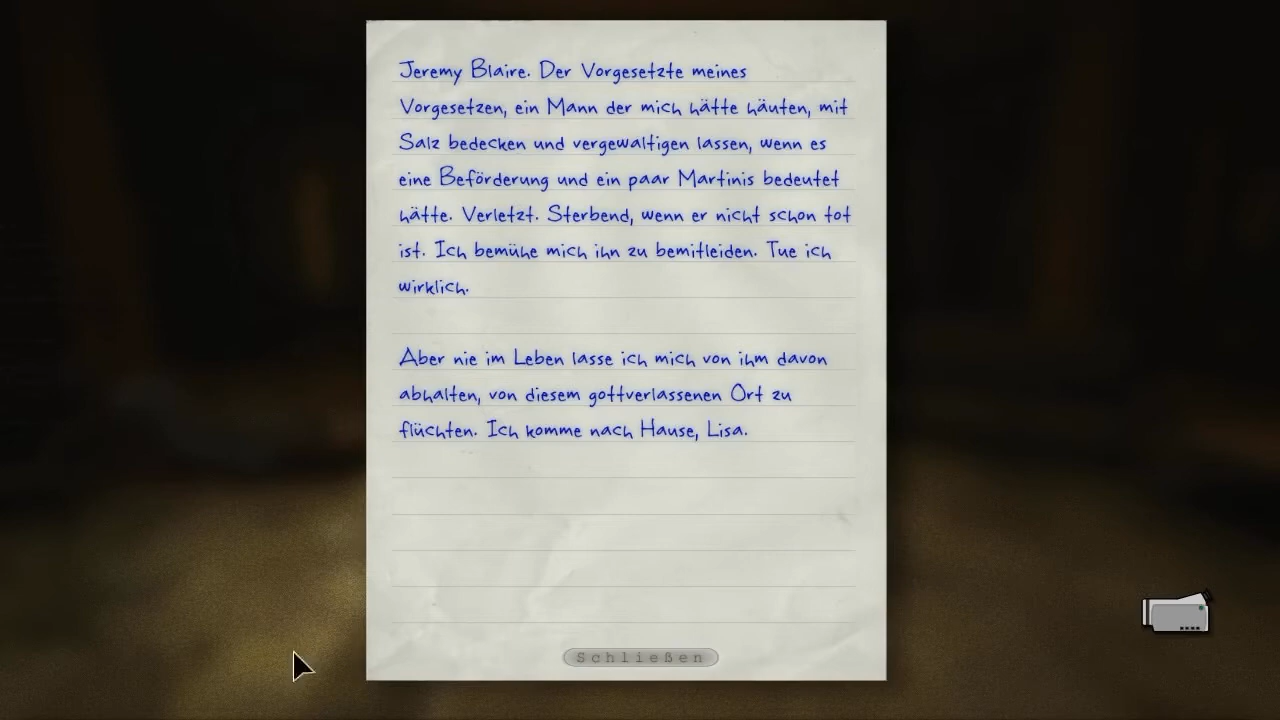 Jeremy Blaire. Der Vorgesetzte meines
Vorgesetzen, ein Mann der mich hätte häuten, mit
Salz bedecken und vergewaltigen lassen, wenn es
eine Beförderung und ein paar Martinis bedeutet
hätte. Verletzt. Sterbend, wenn er nicht schon tot
ist. Ich bemühe mich ihn zu bemitleiden. Tue ich
wirklich.
Aber nie im Leben lasse ich mich von ihm davon
abhalten, von diesem gottverlassenen Ort zu
flüchten. Ich komme nach Hause, Lisa.
Schließen